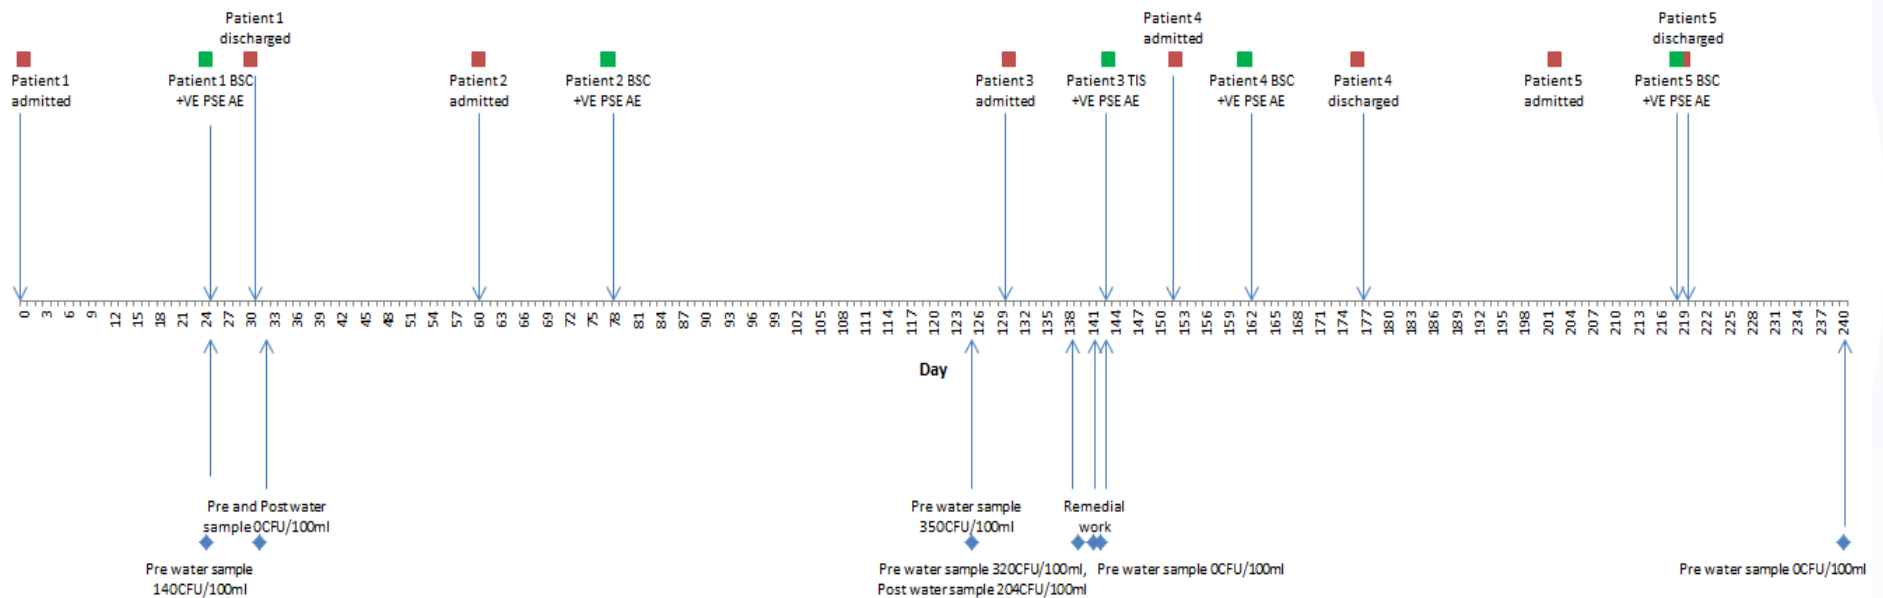 Patient 1
discharged
Patient 4
admitted
Patient 5
discharged
Patient 1
admitted
Patient 1 BSC
+VE PSE AE
Patient 2
admitted
Patient 2 BSC
+VE PSE AE
Patient 3
admitted
Patient 3 TIS
+VE PSE AE
Patient 4 BSC
+VE PSE AE
Patient 4
discharged
Patient 5
admitted
Patient 5 BSC
+VE PSE AE
0 3 6 9 12 15 18 21 24 27 30 33 36 39 42 45 48 51 54 57 60 63 66 69 72 75 78 81 84 87 90 93 96 99 102 105 108 111 114 117 120 123 126 129 132 135 138 141 144 147 150 153 156 159 162 165 168 171 174 177 180 183 186 189 192 195 198 201 204 207 210 213 216 219 222 225 228 231 234 237 240
Day
Pre and Post water
sample 0CFU/100ml
Pre water sample
350CFU/100ml
Remedial
work
Pre water sample
140CFU/100ml
Pre water sample 320CFU/100ml,
Post water sample 204CFU/100ml
Pre water sample 0CFU/100ml
Pre water sample 0CFU/100ml